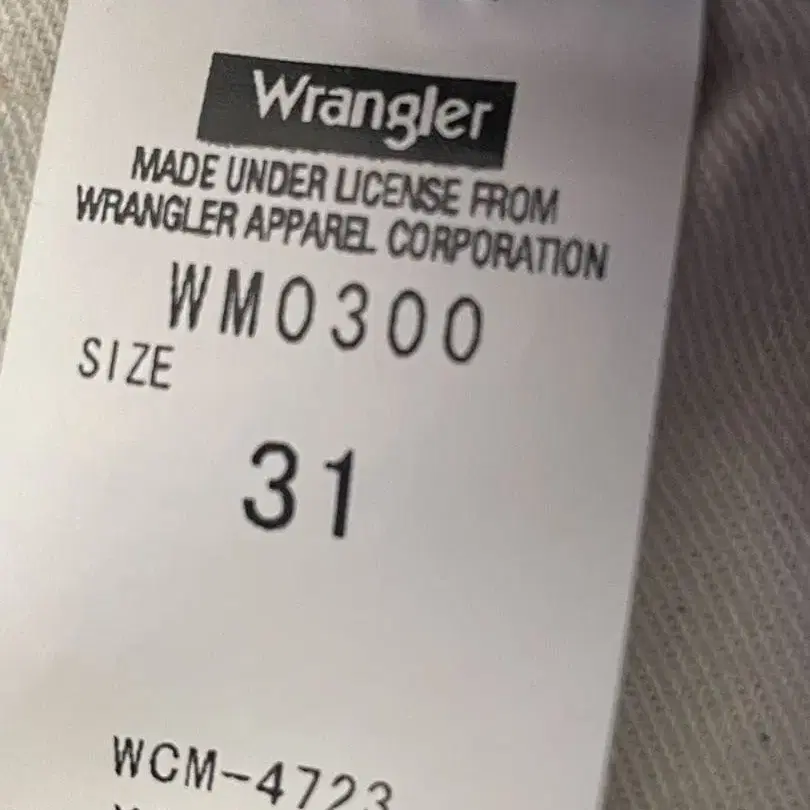 Wrangler
MADE UNDER LICENSE FROM
WRANGLER APPAREL CORPORATION
WM0300
SIZE
31
WCM-4723